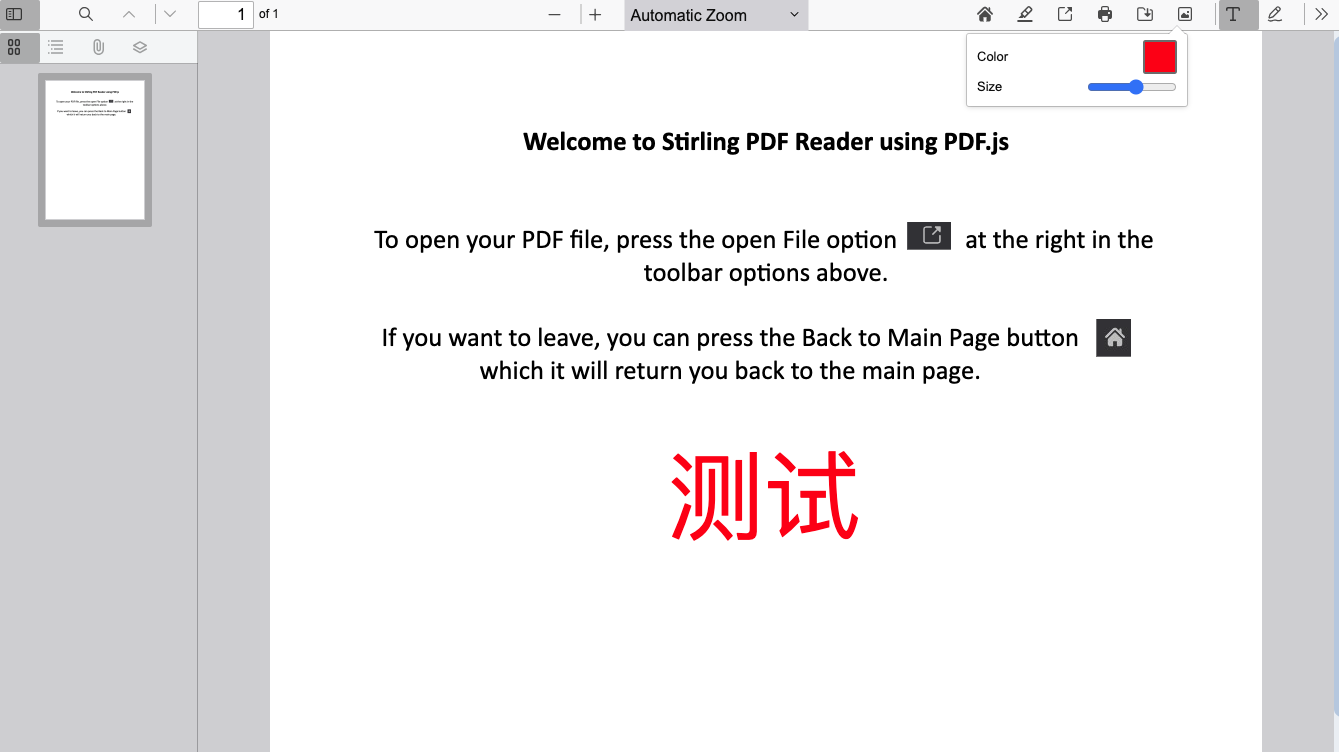 1 of 1
Automatic Zoom
Color
Size
Welcome to Stirling PDF Reader using PDF.js
To open your PDF file, press the open File option at the right in the
toolbar options above.
If you want to leave, you can press the Back to Main Page button
which it will return you back to the main page.
测试